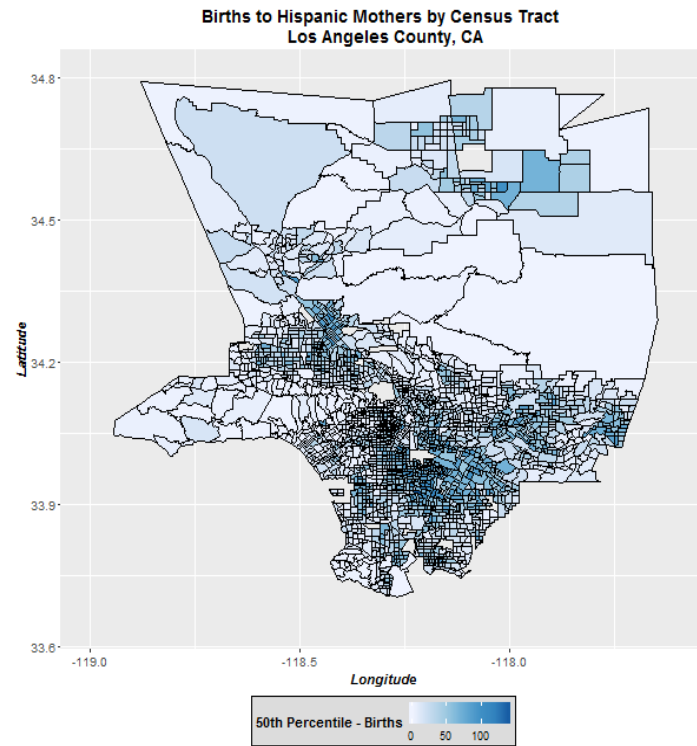 Births to Hispanic Mothers by Census Tract
Los Angeles County, CA
34.8
34.5
34.2
33.9
33.6
Latitude
-119.0 -118.5 -118.0
Longitude
50th Percentile - Births
0 50 100